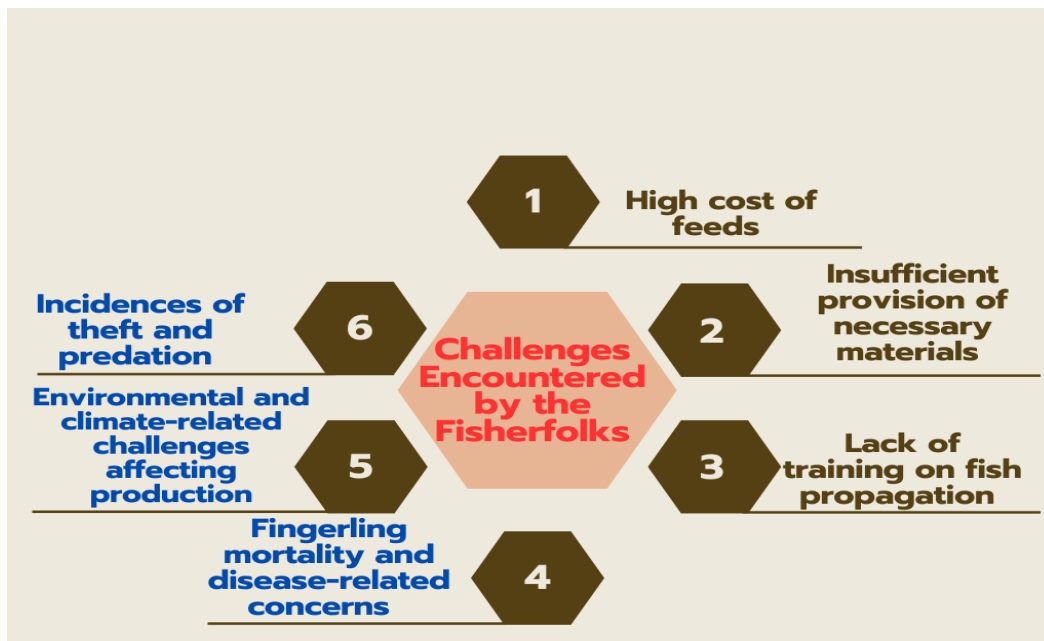 1
High cost of
feeds
2
Insufficient
provision of
necessary
materials
3
Lack of
training on fish
propagation
4
Fingerling
mortality and
disease-related
concerns
5
Environmental and
climate-related
challenges
affecting
production
6
Incidences of
theft and
predation
Challenges
Encountered
by the
Fisherfolks